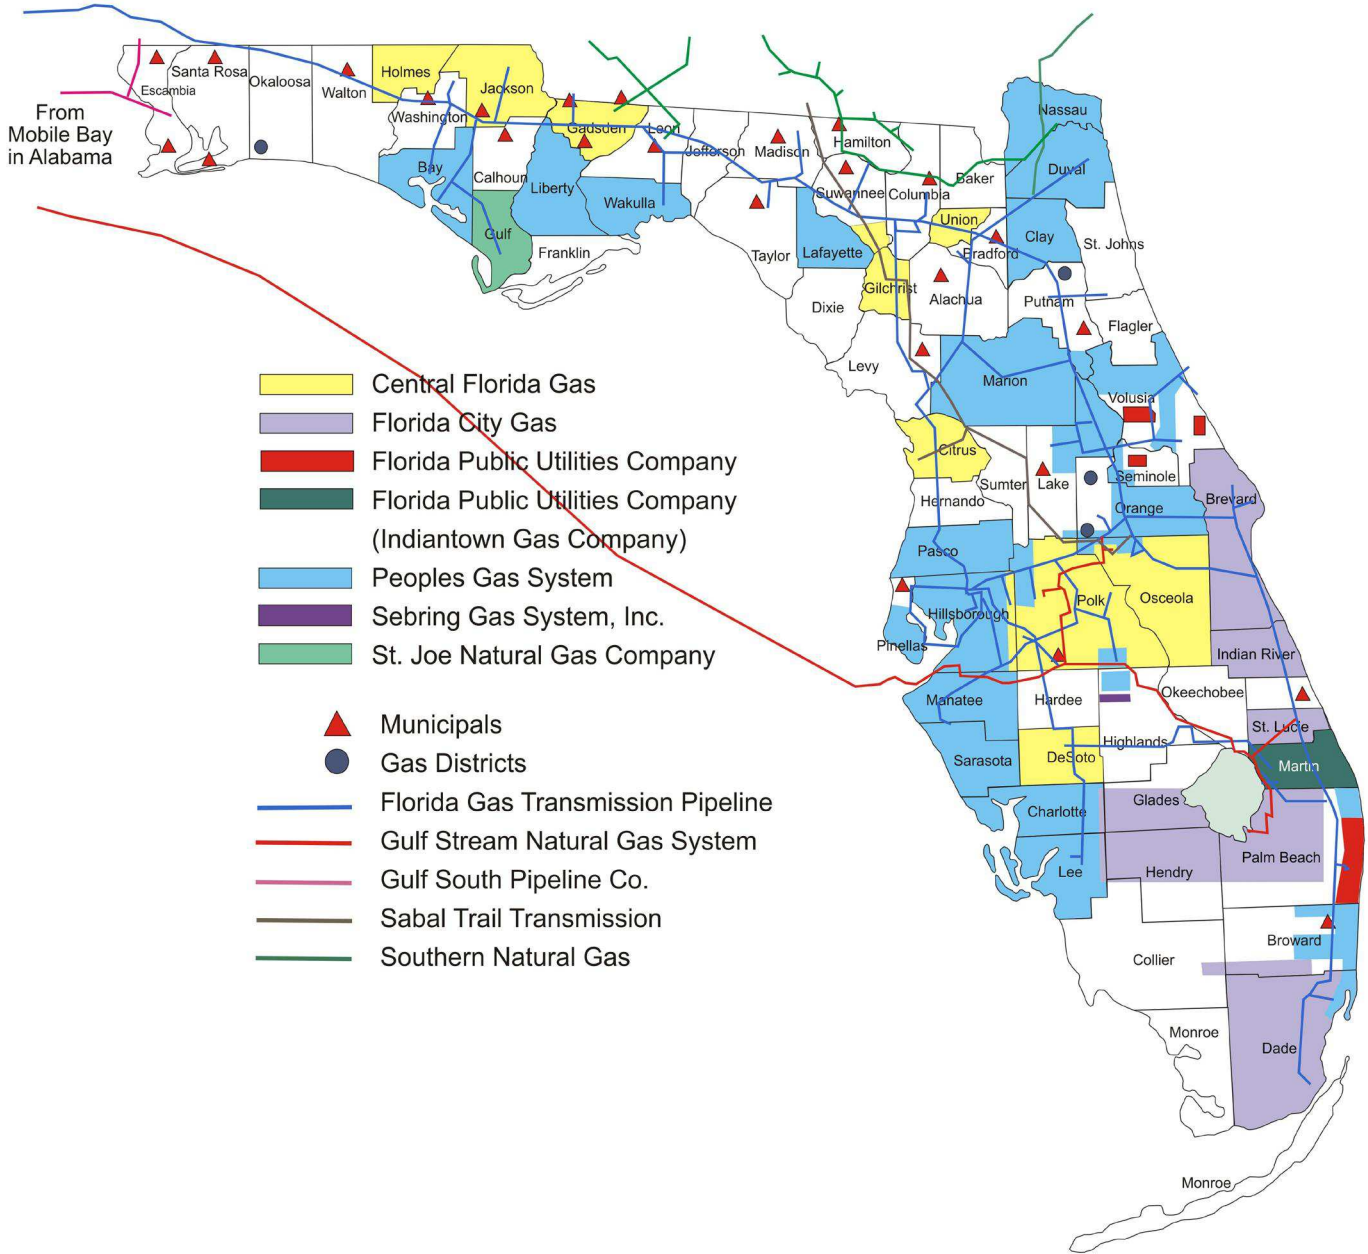 Holmes
Jackson
Santa Rosa
Okaloosa
Escambia
Walton
Washington
From
Mobile Bay
in Alabama
Gadsden
Leon
Jefferson
Madison
Hamilton
Nassau
Bay
Calhoun
Liberty
Wakulla
Suwannee
Columbia
Baker
Duval
Gulf
Franklin
Taylor
Lafayette
Union
Bradford
Clay
St. Johns
Dixie
Gilchrist
Alachua
Putnam
Flagler
Levy
Marion
Volusia
Central Florida Gas
Florida City Gas
Florida Public Utilities Company
Florida Public Utilities Company
(Indiantown Gas Company)
Peoples Gas System
Sebring Gas System, Inc.
St. Joe Natural Gas Company
Citrus
Sumter
Lake
Seminole
Hernando
Orange
Brevard
Pasco
Hillsborough
Polk
Osceola
Pinellas
Indian River
Manatee
Hardee
Okeechobee
St. Lucie
Sarasota
DeSoto
Highlands
Martin
Charlotte
Glades
Lee
Hendry
Palm Beach
Collier
Broward
Monroe
Dade
Monroe
Municipals
Gas Districts
Florida Gas Transmission Pipeline
Gulf Stream Natural Gas System
Gulf South Pipeline Co.
Sabal Trail Transmission
Southern Natural Gas